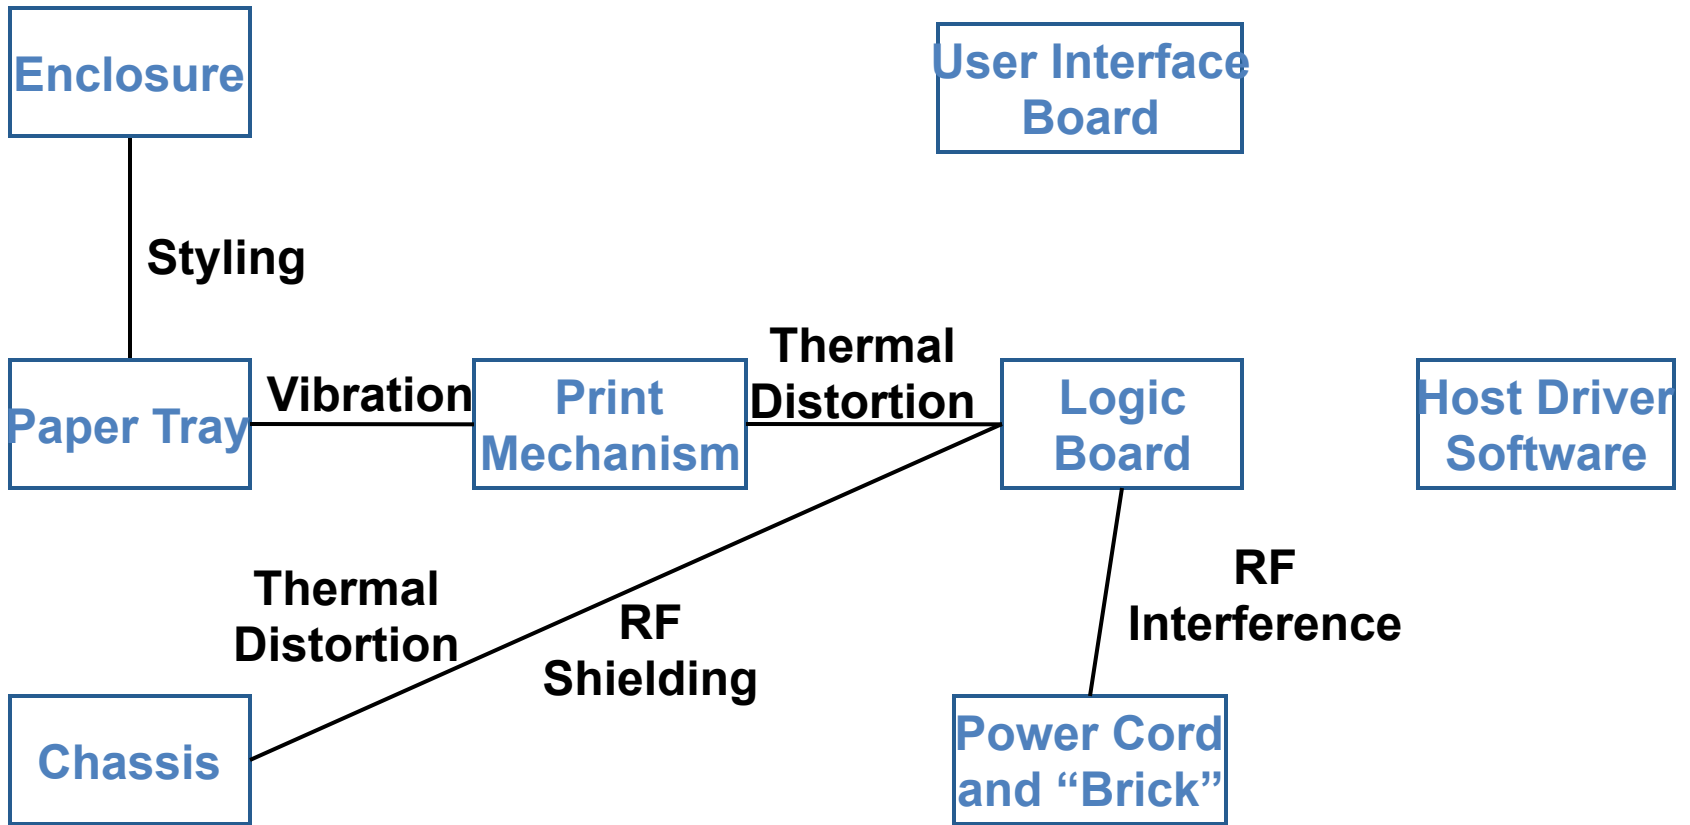 Enclosure
User Interface
Board
Styling
Paper Tray
Vibration
Print
Mechanism
Thermal
Distortion
Logic
Board
Host Driver
Software
Thermal
Distortion
RF
Shielding
RF
Interference
Chassis
Power Cord
and “Brick”